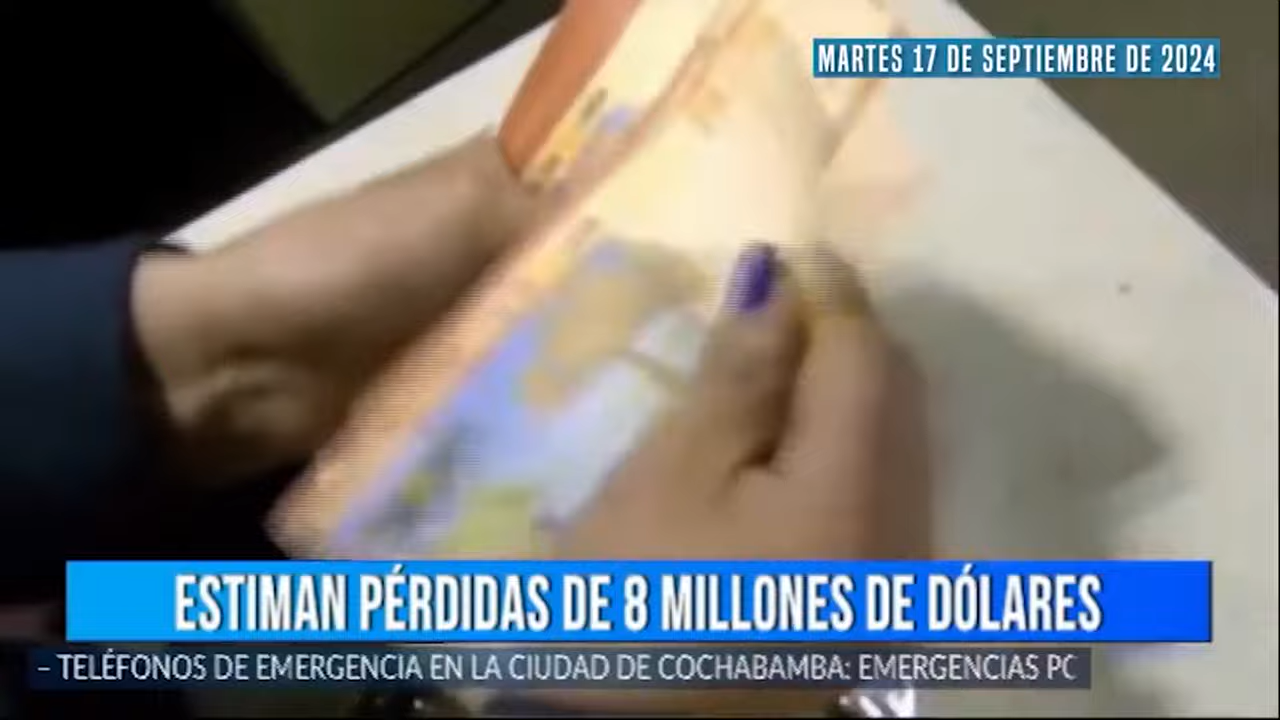 MARTES 17 DE SEPTIEMBRE DE 2024
ESTIMAN PÉRDIDAS DE 8 MILLONES DE DÓLARES
– TELÉFONOS DE EMERGENCIA EN LA CIUDAD DE COCHABAMBA: EMERGENCIAS PC